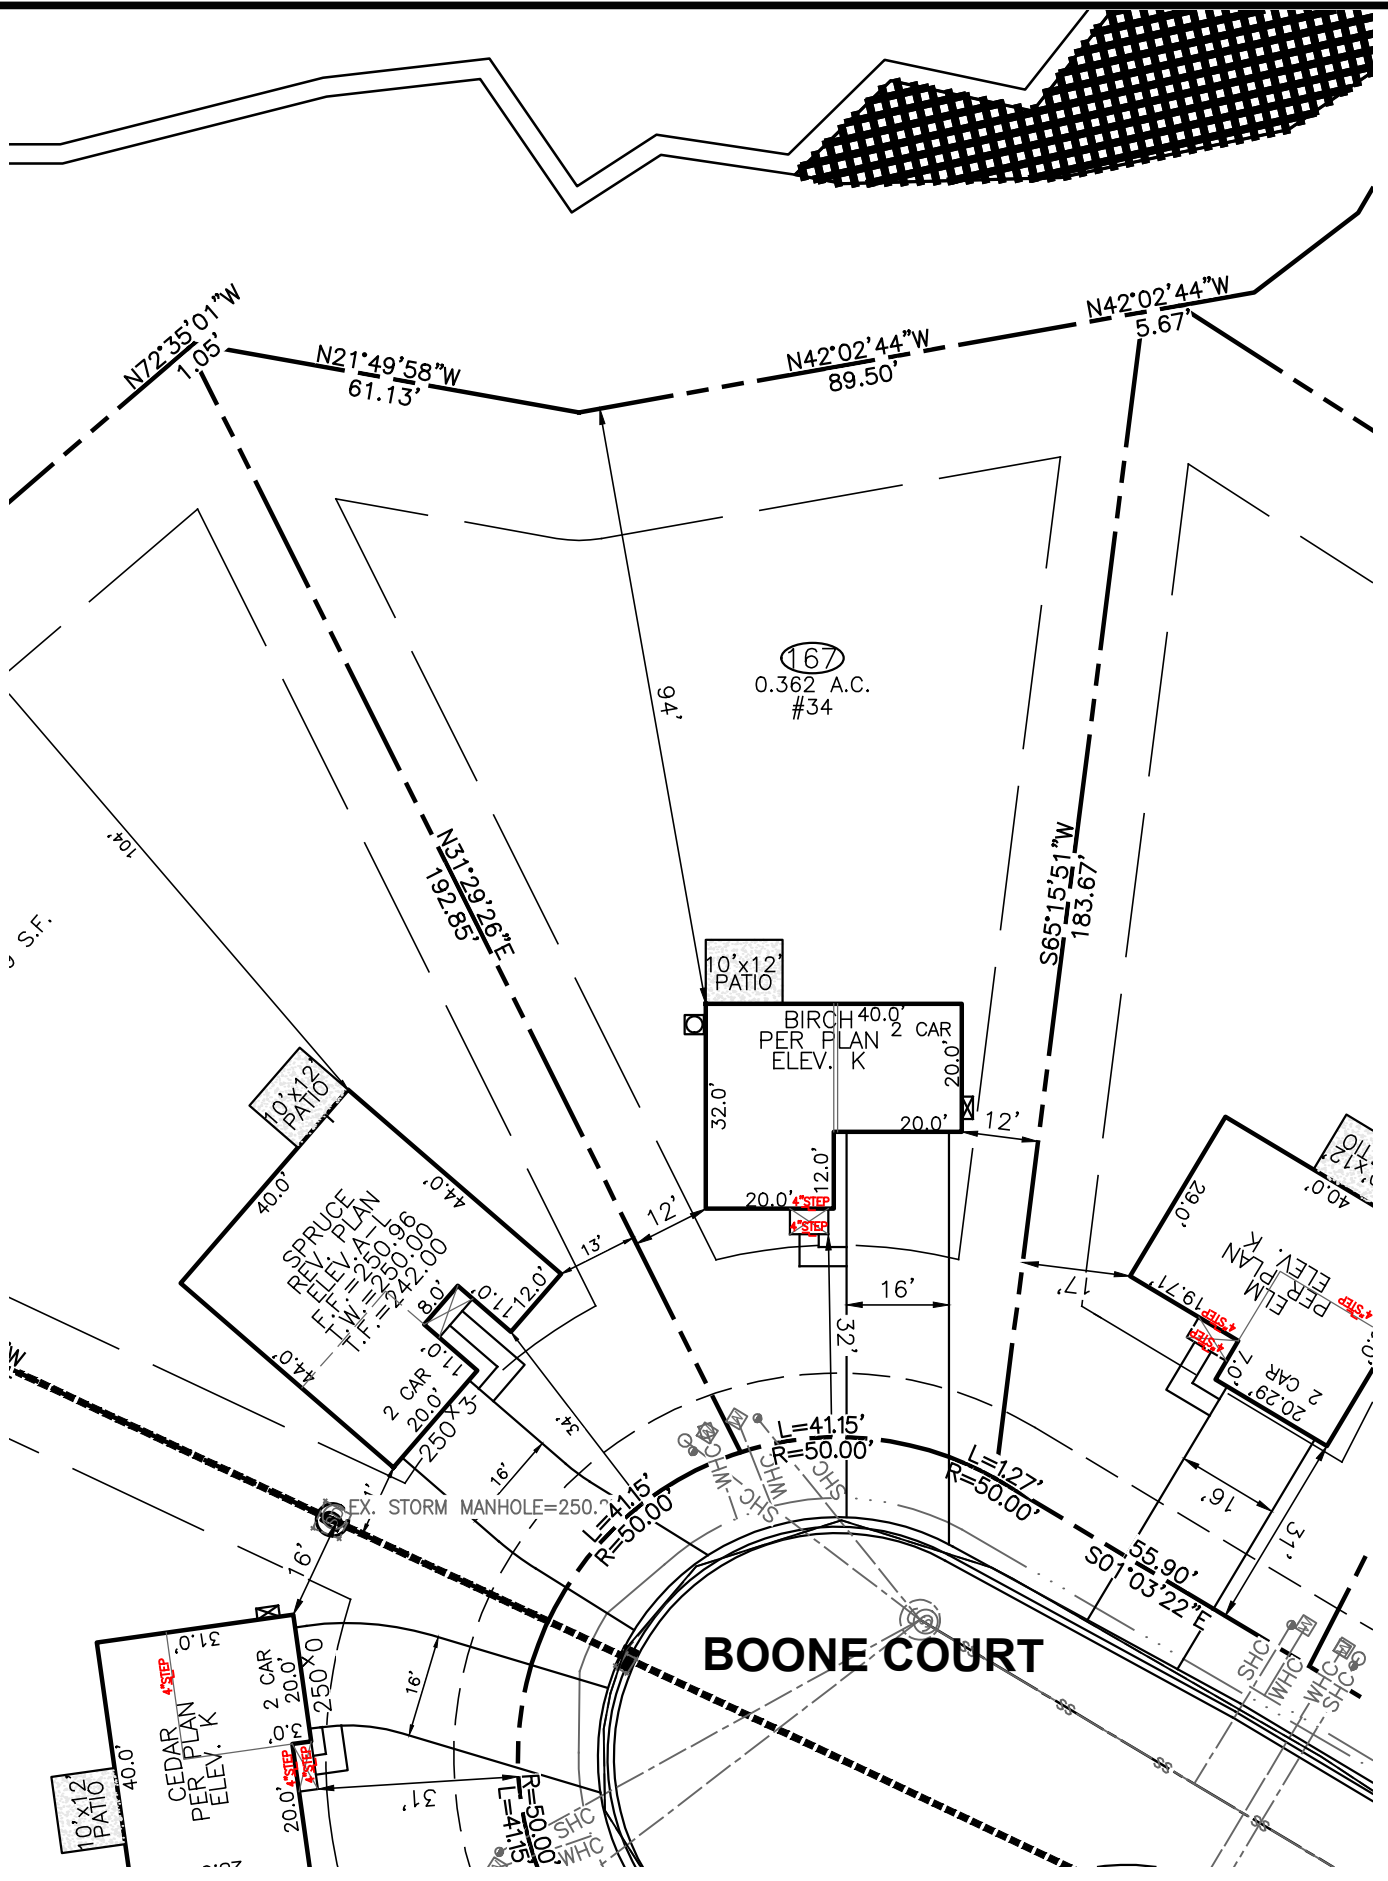 N72°35'01"W
1.05'
N21°49'58"W
61.13'
N42°02'44"W
89.50'
N42°02'44"W
5.67'
167
0.362 A.C.
#34
94'
104'
S.F.
N31°29'26"E
192.85'
S65°15'51"W
183.67'
10'x12'
PATIO
BIRCH
PER PLAN
ELEV. K
40.0'
2 CAR
20.0'
32.0'
20.0'
12.0'
20.0'
4"STEP
4"STEP
12'
12'
13'
16'
32'
17'
10'x12'
PATIO
40.0'
44.0'
SPRUCE
REV. PLAN
ELEV.A-L
F.F.=250.96
T.W.=250.00
T.F.=242.00
8.0'
11.0'
12.0'
11.0'
44.0'
2 CAR
20.0'
250×3
34'
16'
29.0'
40.0'
ELM
PER PLAN
ELEV. K
19.71'
4"STEP
4"STEP
4"STEP
7.0'
20.29'
2 CAR
16'
31'
L=41.15'
R=50.00'
L=41.15'
R=50.00'
L=1.27'
R=50.00'
55.90'
S01°03'22"E
WHC
SHC
WHC
SHC
EX. STORM MANHOLE=250.
16'
BOONE COURT
SS
SS
SS
SS
SHC
WHC
WHC
SHC
31.0'
2 CAR
20.0'
250×0
4"STEP
3.0'
CEDAR
PER PLAN
ELEV. K
40.0'
10'x12'
PATIO
4"STEP
4"STEP
20.0'
16'
31'
R=50.00'
L=41.15'
SHC
WHC